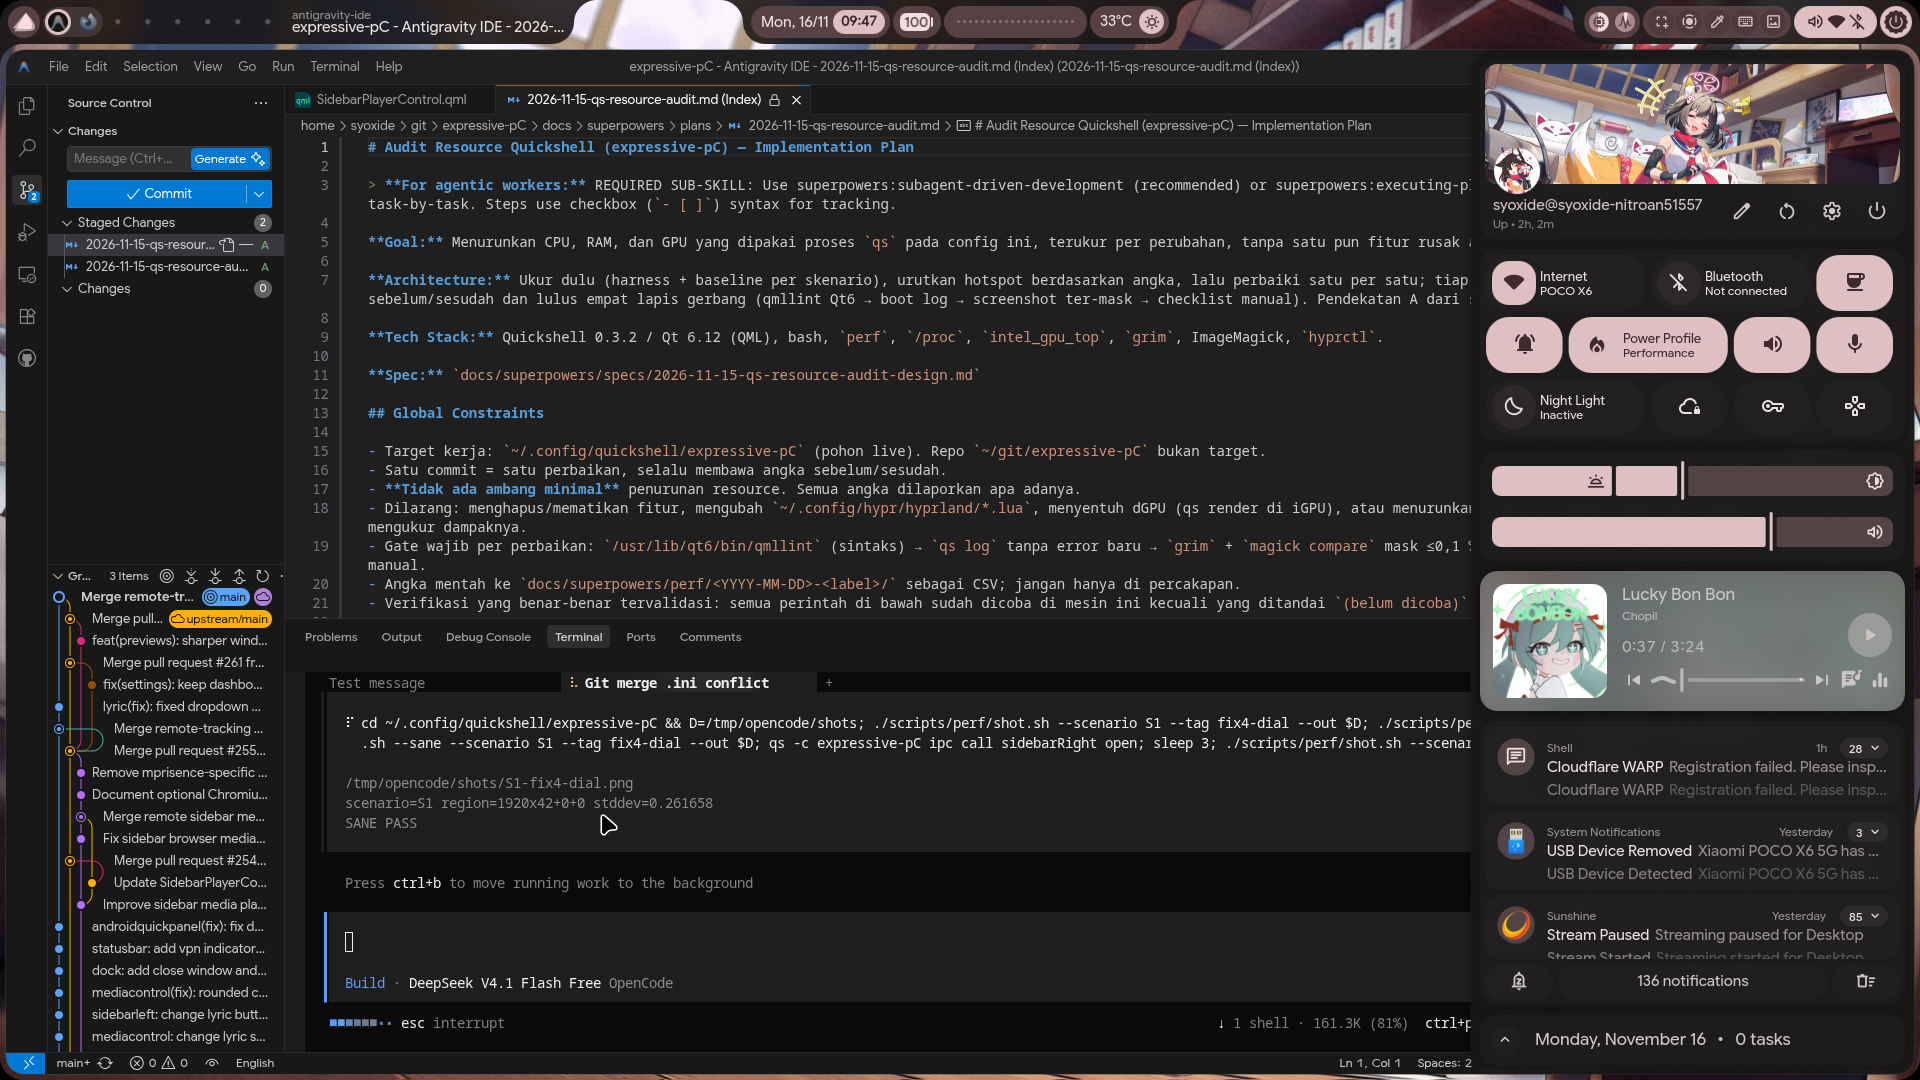 antigravity-ide
expressive-pC - Antigravity IDE - 2026-...
Mon, 16/11 09:47
100
33°C
File Edit Selection View Go Run Terminal Help
expressive-pC - Antigravity IDE - 2026-11-15-qs-resource-audit.md (Index) (2026-11-15-qs-resource-audit.md (Index))
Source Control
SidebarPlayerControl.qml
2026-11-15-qs-resource-audit.md (Index)
home > syoxide > git > expressive-pC > docs > superpowers > plans > 2026-11-15-qs-resource-audit.md > # Audit Resource Quickshell (expressive-pC) — Implementation Plan
Changes
Message (Ctrl+...
Generate
Commit
Staged Changes 2
2026-11-15-qs-resour... A
2026-11-15-qs-resource-au... A
Changes 0
1 # Audit Resource Quickshell (expressive-pC) — Implementation Plan
2
3 > **For agentic workers:** REQUIRED SUB-SKILL: Use superpowers:subagent-driven-development (recommended) or superpowers:executing-pl
task-by-task. Steps use checkbox (`- [ ]`) syntax for tracking.
4
5 **Goal:** Menurunkan CPU, RAM, dan GPU yang dipakai proses `qs` pada config ini, terukur per perubahan, tanpa satu pun fitur rusak
6
7 **Architecture:** Ukur dulu (harness + baseline per skenario), urutkan hotspot berdasarkan angka, lalu perbaiki satu per satu; tiap
sebelum/sesudah dan lulus empat lapis gerbang (qmllint Qt6 → boot log → screenshot ter-mask → checklist manual). Pendekatan A dari
8
9 **Tech Stack:** Quickshell 0.3.2 / Qt 6.12 (QML), bash, `perf`, `/proc`, `intel_gpu_top`, `grim`, ImageMagick, `hyprctl`.
10
11 **Spec:** `docs/superpowers/specs/2026-11-15-qs-resource-audit-design.md`
12
13 ## Global Constraints
14
15 - Target kerja: `~/.config/quickshell/expressive-pC` (pohon live). Repo `~/git/expressive-pC` bukan target.
16 - Satu commit = satu perbaikan, selalu membawa angka sebelum/sesudah.
17 - **Tidak ada ambang minimal** penurunan resource. Semua angka dilaporkan apa adanya.
18 - Dilarang: menghapus/mematikan fitur, mengubah `~/.config/hypr/hyprland/*.lua`, menyentuh dGPU (qs render di iGPU), atau menurunkan
mengukur dampaknya.
19 - Gate wajib per perbaikan: `/usr/lib/qt6/bin/qmllint` (sintaks) → `qs log` tanpa error baru → `grim` + `magick compare` mask ≤0,1
manual.
20 - Angka mentah ke `docs/superpowers/perf/<YYYY-MM-DD>-<label>/` sebagai CSV; jangan hanya di percakapan.
21 - Verifikasi yang benar-benar tervalidasi: semua perintah di bawah sudah dicoba di mesin ini kecuali yang ditandai `(belum dicoba)`
Gr... 3 Items
Merge remote-tr... main
Merge pull... upstream/main
feat(previews): sharper wind...
Merge pull request #261 fr...
fix(settings): keep dashbo...
lyric(fix): fixed dropdown ...
Merge remote-tracking ...
Merge pull request #255...
Remove mprisence-specific ...
Document optional Chromiu...
Merge remote sidebar me...
Fix sidebar browser media...
Merge pull request #254...
Update SidebarPlayerCo...
Improve sidebar media pla...
androidquickpanel(fix): fix d...
statusbar: add vpn indicator...
dock: add close window and...
mediacontrol(fix): rounded c...
sidebarleft: change lyric butt...
mediacontrol: change lyric s...
Problems Output Debug Console Terminal Ports Comments
Test message
Git merge .ini conflict
+
cd ~/.config/quickshell/expressive-pC && D=/tmp/opencode/shots; ./scripts/perf/shot.sh --scenario S1 --tag fix4-dial --out $D; ./scripts/pe
.sh --sane --scenario S1 --tag fix4-dial --out $D; qs -c expressive-pC ipc call sidebarRight open; sleep 3; ./scripts/perf/shot.sh --scenar
/tmp/opencode/shots/S1-fix4-dial.png
scenario=S1 region=1920x42+0+0 stddev=0.261658
SANE PASS
Press ctrl+b to move running work to the background
Build · DeepSeek V4.1 Flash Free OpenCode
esc interrupt
↓ 1 shell · 161.3K (81%) ctrl+p
main+ 0 0 English
Ln 1, Col 1 Spaces: 2
syoxide@syoxide-nitroan51557
Up • 2h, 2m
Internet
POCO X6
Bluetooth
Not connected
Power Profile
Performance
Night Light
Inactive
Lucky Bon Bon
Chopil
0:37 / 3:24
Shell 1h 28
Cloudflare WARP Registration failed. Please insp...
Cloudflare WARP Registration failed. Please insp...
System Notifications Yesterday 3
USB Device Removed Xiaomi POCO X6 5G has ...
USB Device Detected Xiaomi POCO X6 5G has ...
Sunshine Yesterday 85
Stream Paused Streaming paused for Desktop
Stream Started Streaming started for Desktop
136 notifications
Monday, November 16 • 0 tasks